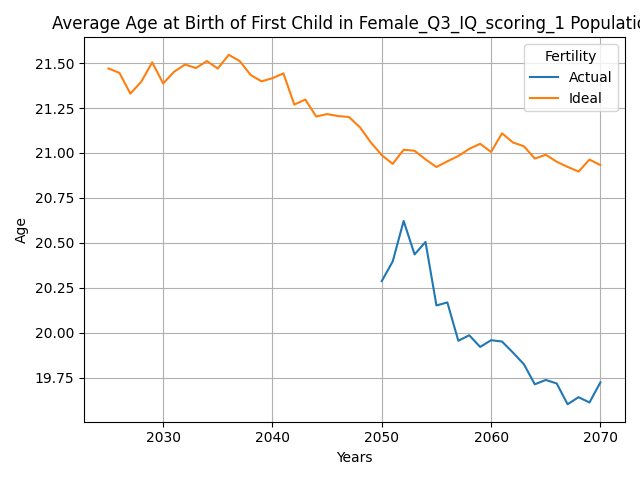 Average Age at Birth of First Child in Female_Q3_IQ_scoring_1 Populatio
Fertility
Actual
Ideal
21.50
21.25
21.00
20.75
20.50
20.25
20.00
19.75
Age
2030 2040 2050 2060 2070
Years